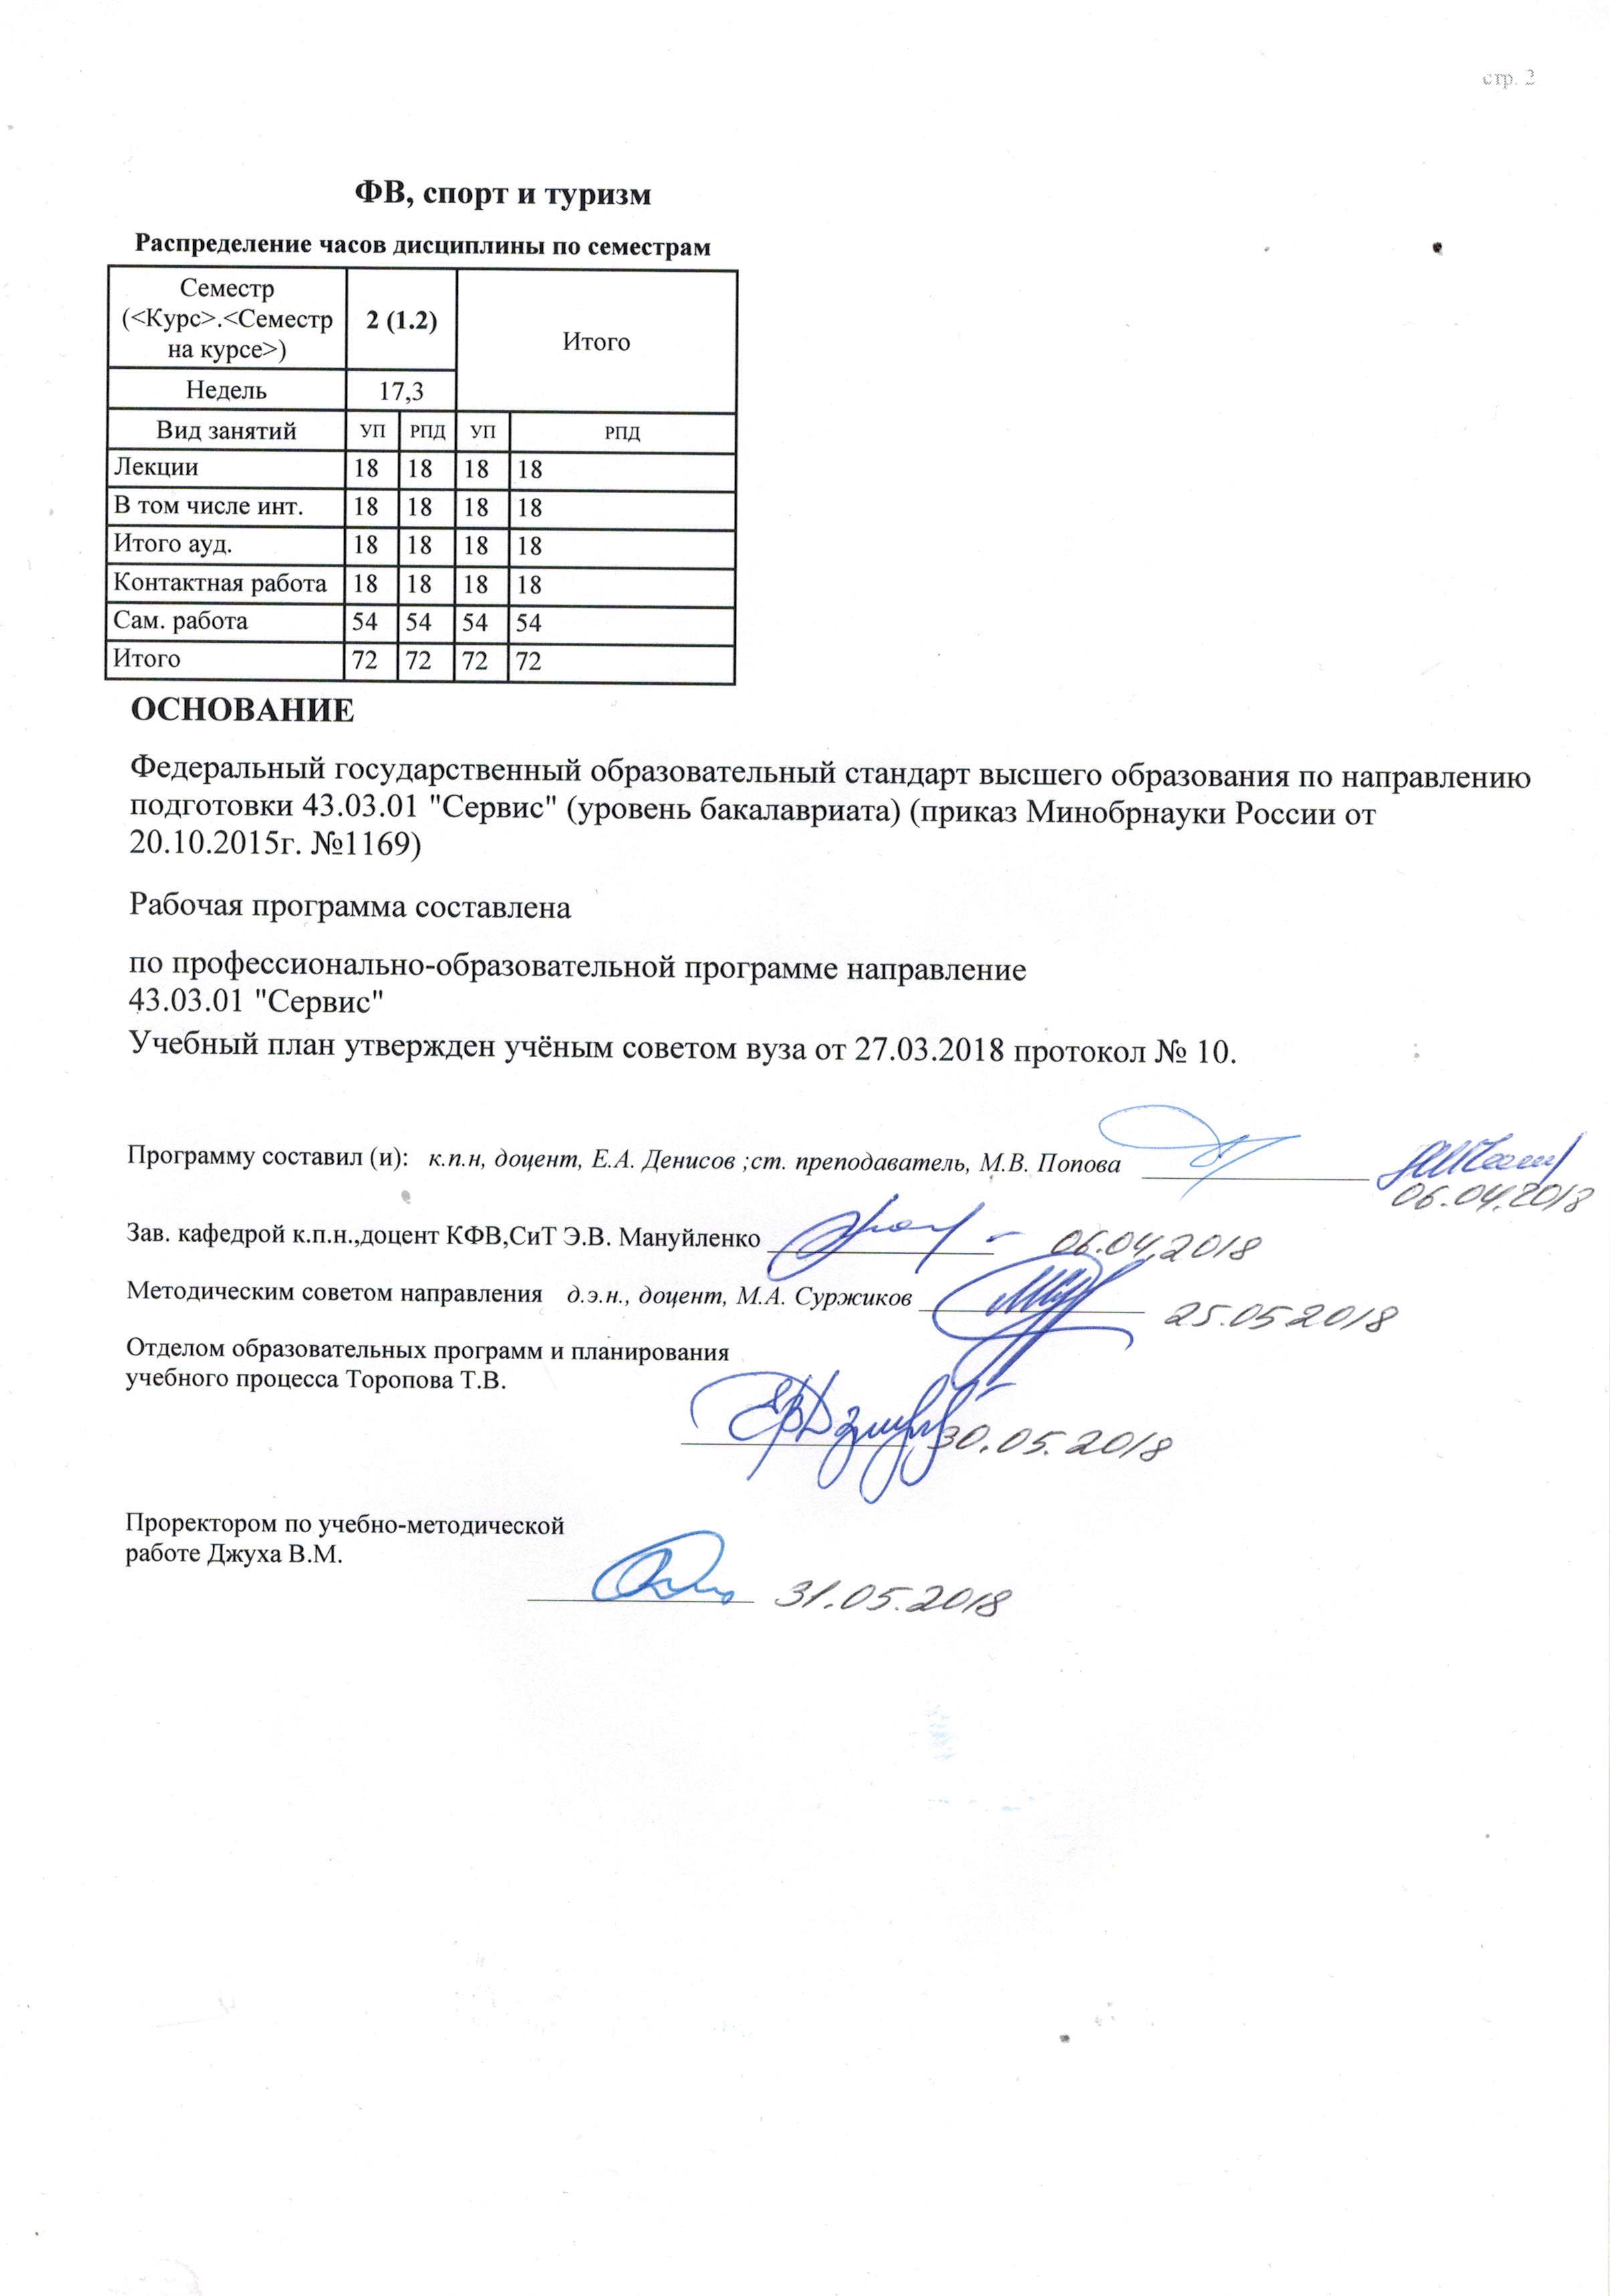 стр. 2
ФВ, спорт и туризм
Распределение часов дисциплины по семестрам
Семестр
(<Курс>.<Семестр
на курсе>)
2 (1.2)
Итого
Недель 17,3
Вид занятий УП РПД УП РПД
Лекции 18 18 18 18
В том числе инт. 18 18 18 18
Итого ауд. 18 18 18 18
Контактная работа 18 18 18 18
Сам. работа 54 54 54 54
Итого 72 72 72 72
ОСНОВАНИЕ
Федеральный государственный образовательный стандарт высшего образования по направлению
подготовки 43.03.01 "Сервис" (уровень бакалавриата) (приказ Минобрнауки России от
20.10.2015г. №1169)
Рабочая программа составлена
по профессионально-образовательной программе направление
43.03.01 "Сервис"
Учебный план утвержден учёным советом вуза от 27.03.2018 протокол № 10.
Программу составил (и): к.п.н, доцент, Е.А. Денисов ;ст. преподаватель, М.В. Попова
06.04.2018
Зав. кафедрой к.п.н.,доцент КФВ,СиТ Э.В. Мануйленко 06.04.2018
Методическим советом направления д.э.н., доцент, М.А. Суржиков 25.05.2018
Отделом образовательных программ и планирования
учебного процесса Торопова Т.В.
30.05.2018
Проректором по учебно-методической
работе Джуха В.М.
31.05.2018